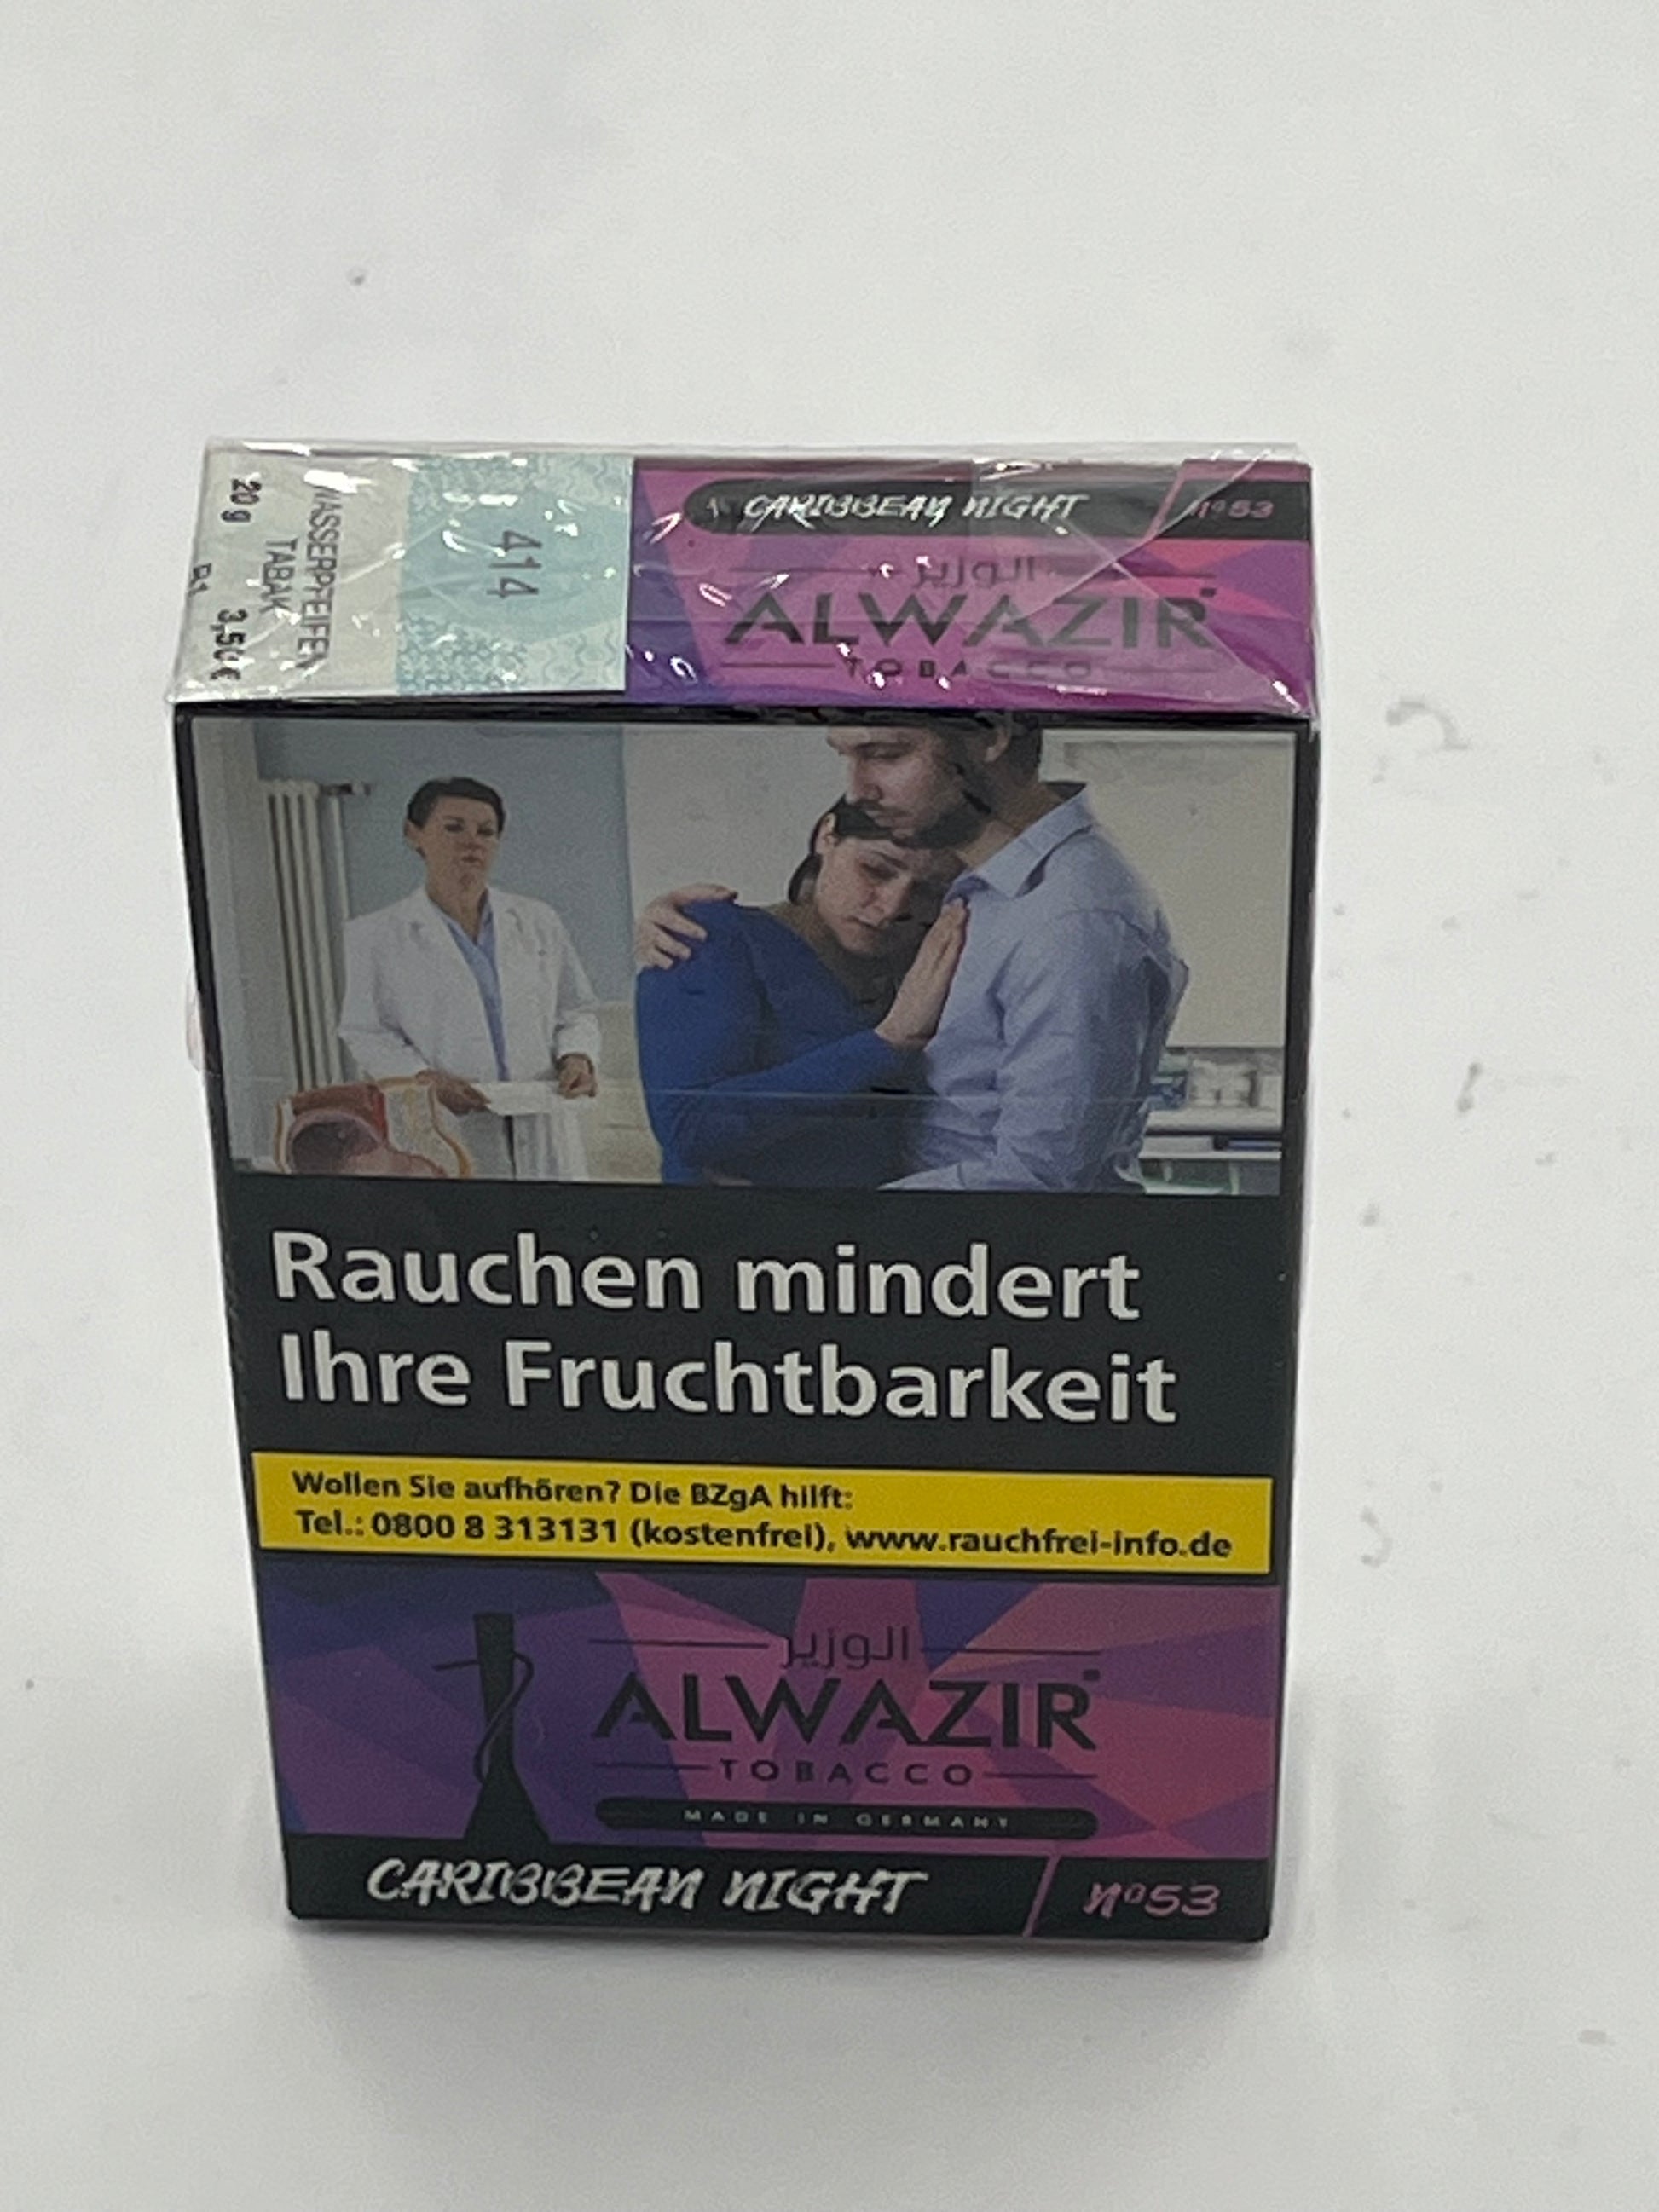 20 g
3,50 €
WASSERPFEIFEN
TABAK
414
CARIBBEAN NIGHT
Nº53
الوزير
ALWAZIR
TOBACCO
Rauchen mindert
Ihre Fruchtbarkeit
Wollen Sie aufhören? Die BZgA hilft:
Tel.: 0800 8 313131 (kostenfrei), www.rauchfrei-info.de
الوزير
ALWAZIR
TOBACCO
MADE IN GERMANY
CARIBBEAN NIGHT
Nº53